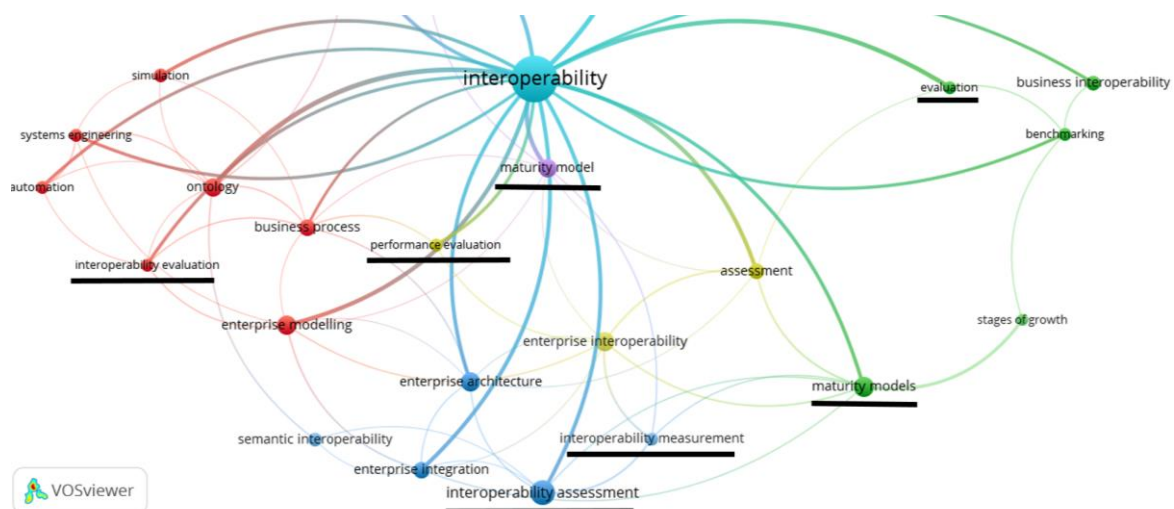 simulation
interoperability
evaluation
business interoperability
systems engineering
benchmarking
automation
ontology
maturity model
business process
performance evaluation
interoperability evaluation
assessment
enterprise modelling
stages of growth
enterprise interoperability
enterprise architecture
maturity models
semantic interoperability
interoperability measurement
enterprise integration
interoperability assessment
VOSviewer